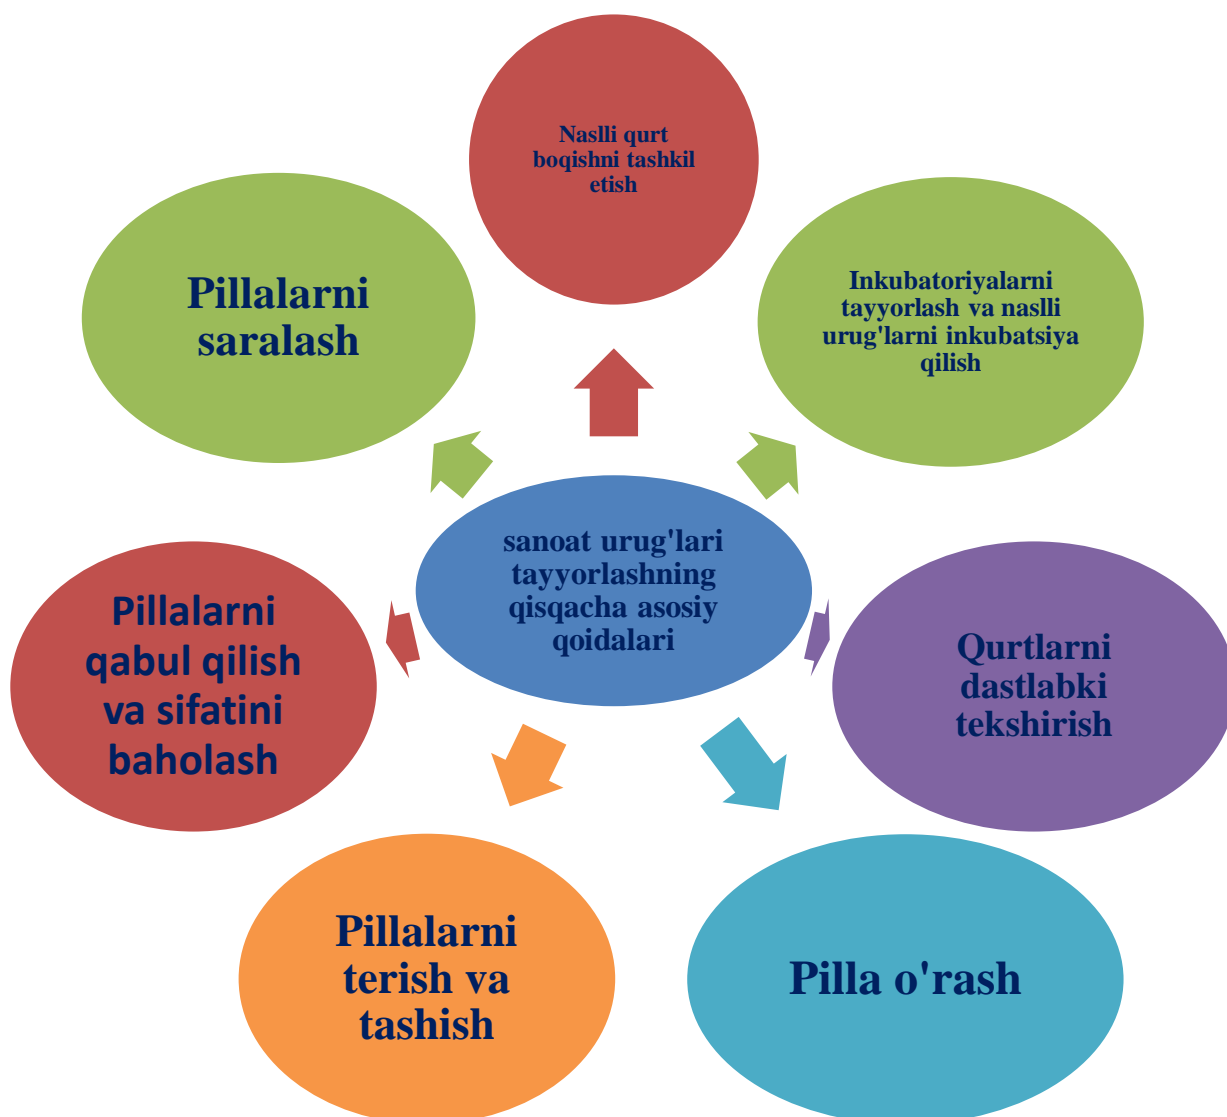 Naslli qurt
boqishni tashkil
etish
Inkubatoriyalarni
tayyorlash va naslli
urug'larni inkubatsiya
qilish
Qurtlarni
dastlabki
tekshirish
Pilla o'rash
Pillalarni
terish va
tashish
Pillalarni
qabul qilish
va sifatini
baholash
Pillalarni
saralash
sanoat urug'lari
tayyorlashning
qisqacha asosiy
qoidalari